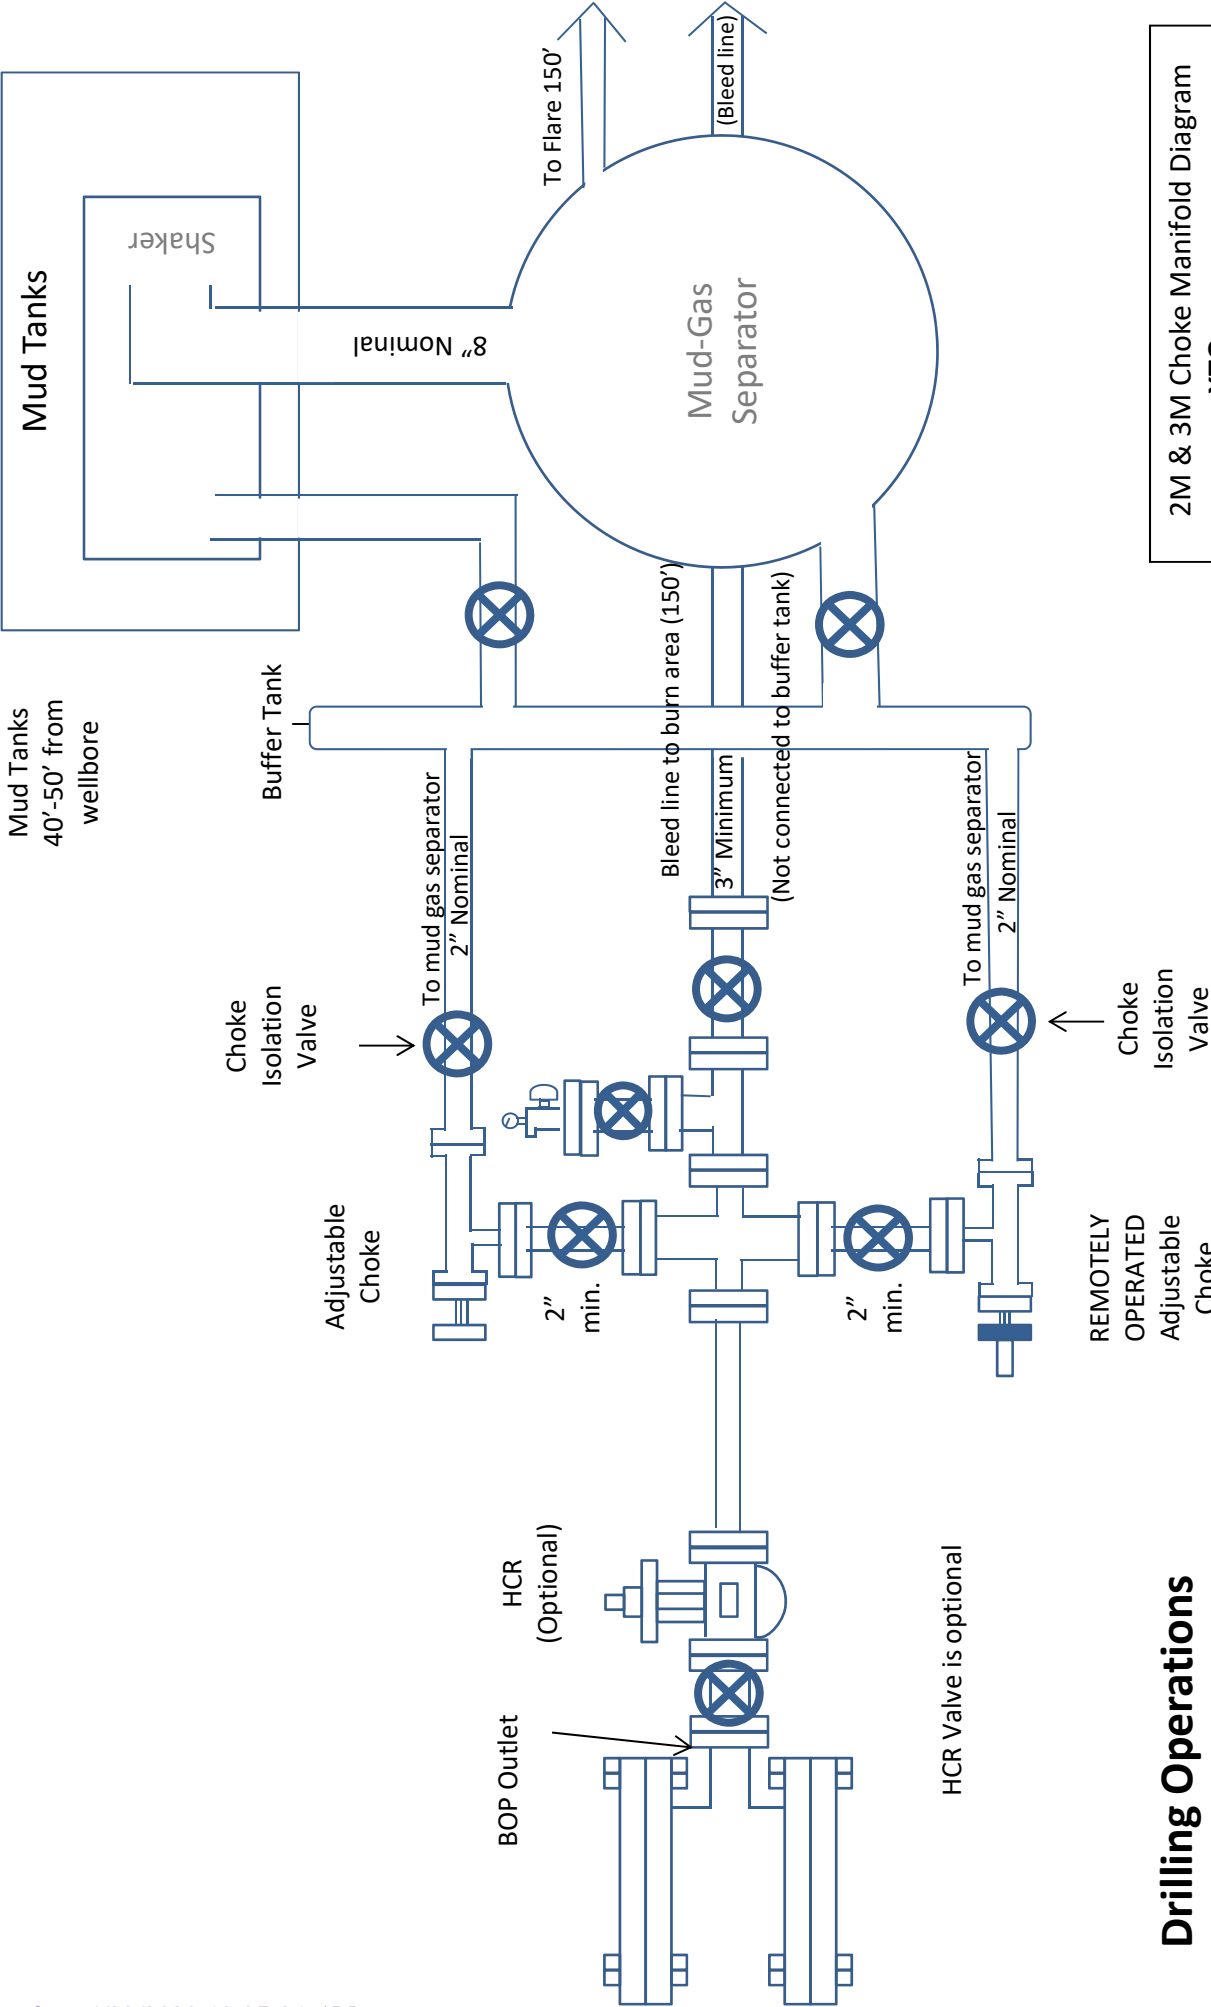 Mud Tanks
Shaker
8” Nominal
To Flare 150’
(Bleed line)
Mud-Gas
Separator
Mud Tanks
40’-50’ from
wellbore
Buffer Tank
To mud gas separator
2” Nominal
Bleed line to burn area (150’)
3” Minimum
(Not connected to buffer tank)
To mud gas separator
2” Nominal
Choke
Isolation
Valve
Choke
Isolation
Valve
Adjustable
Choke
2”
min.
2”
min.
REMOTELY
OPERATED
Adjustable
Choke
HCR
(Optional)
BOP Outlet
HCR Valve is optional
Drilling Operations
2M & 3M Choke Manifold Diagram